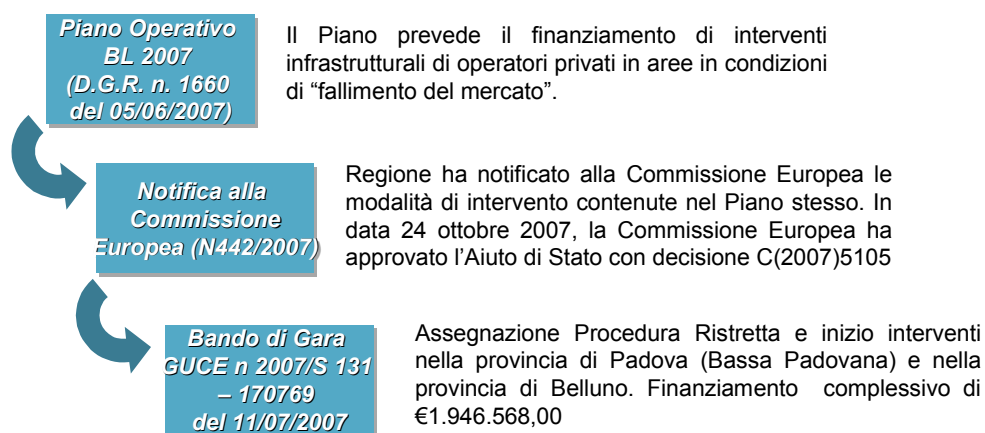 Piano Operativo
BL 2007
(D.G.R. n. 1660
del 05/06/2007)
Il Piano prevede il finanziamento di interventi
infrastrutturali di operatori privati in aree in condizioni
di “fallimento del mercato”.
Notifica alla
Commissione
Europea (N442/2007)
Regione ha notificato alla Commissione Europea le
modalità di intervento contenute nel Piano stesso. In
data 24 ottobre 2007, la Commissione Europea ha
approvato l’Aiuto di Stato con decisione C(2007)5105
Bando di Gara
GUCE n 2007/S 131
– 170769
del 11/07/2007
Assegnazione Procedura Ristretta e inizio interventi
nella provincia di Padova (Bassa Padovana) e nella
provincia di Belluno. Finanziamento complessivo di
€1.946.568,00